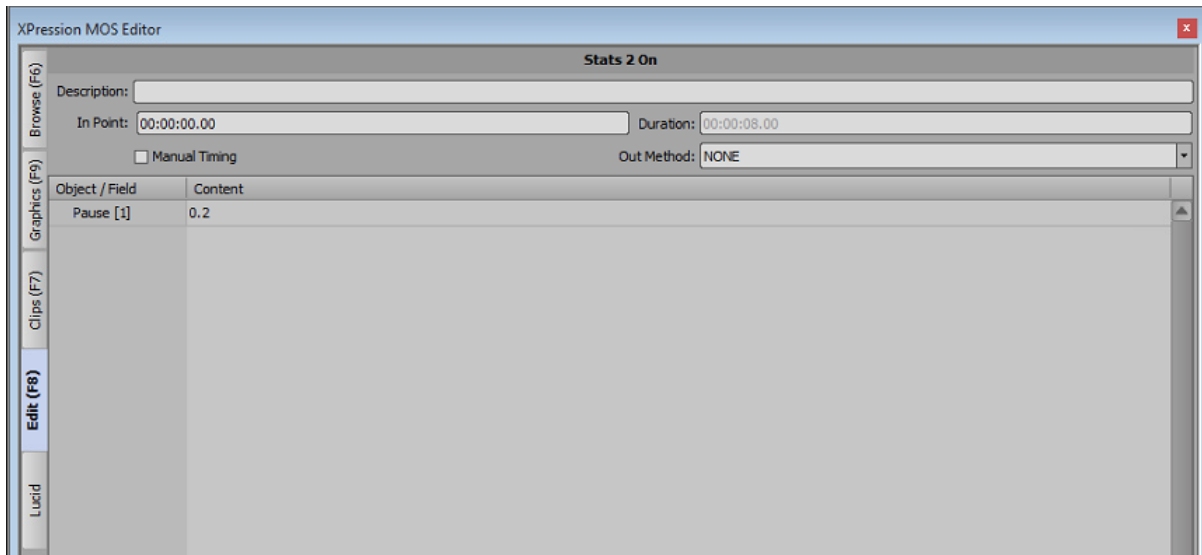 XPression MOS Editor
x
Stats 2 On
Browse (F6)
Description:
In Point: 00:00:00.00 Duration: 00:00:08.00
Manual Timing Out Method: NONE
Graphics (F9)
Object / Field Content
Pause [1] 0.2
Clips (F7)
Edit (F8)
Lucid